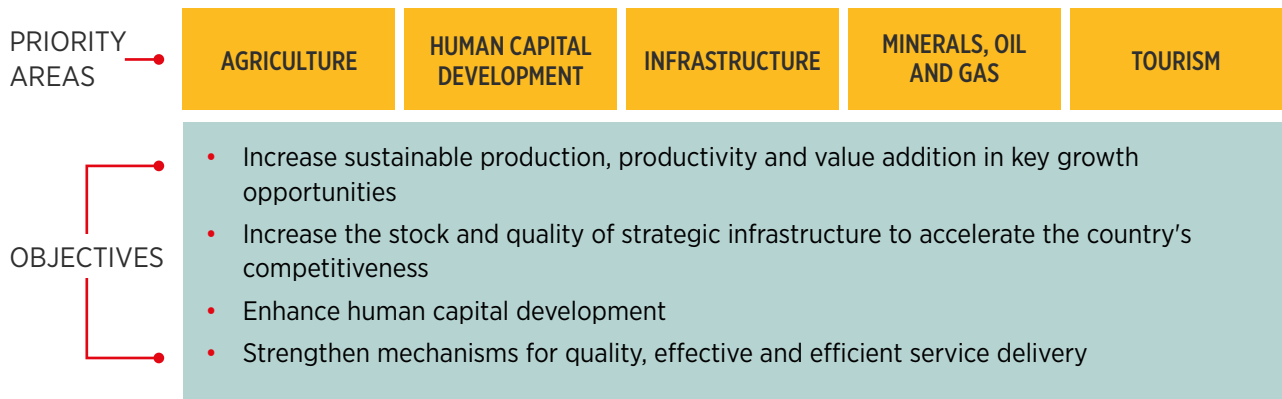 PRIORITY
AREAS
AGRICULTURE
HUMAN CAPITAL
DEVELOPMENT
INFRASTRUCTURE
MINERALS, OIL
AND GAS
TOURISM
OBJECTIVES
• Increase sustainable production, productivity and value addition in key growth
opportunities
• Increase the stock and quality of strategic infrastructure to accelerate the country's
competitiveness
• Enhance human capital development
• Strengthen mechanisms for quality, effective and efficient service delivery